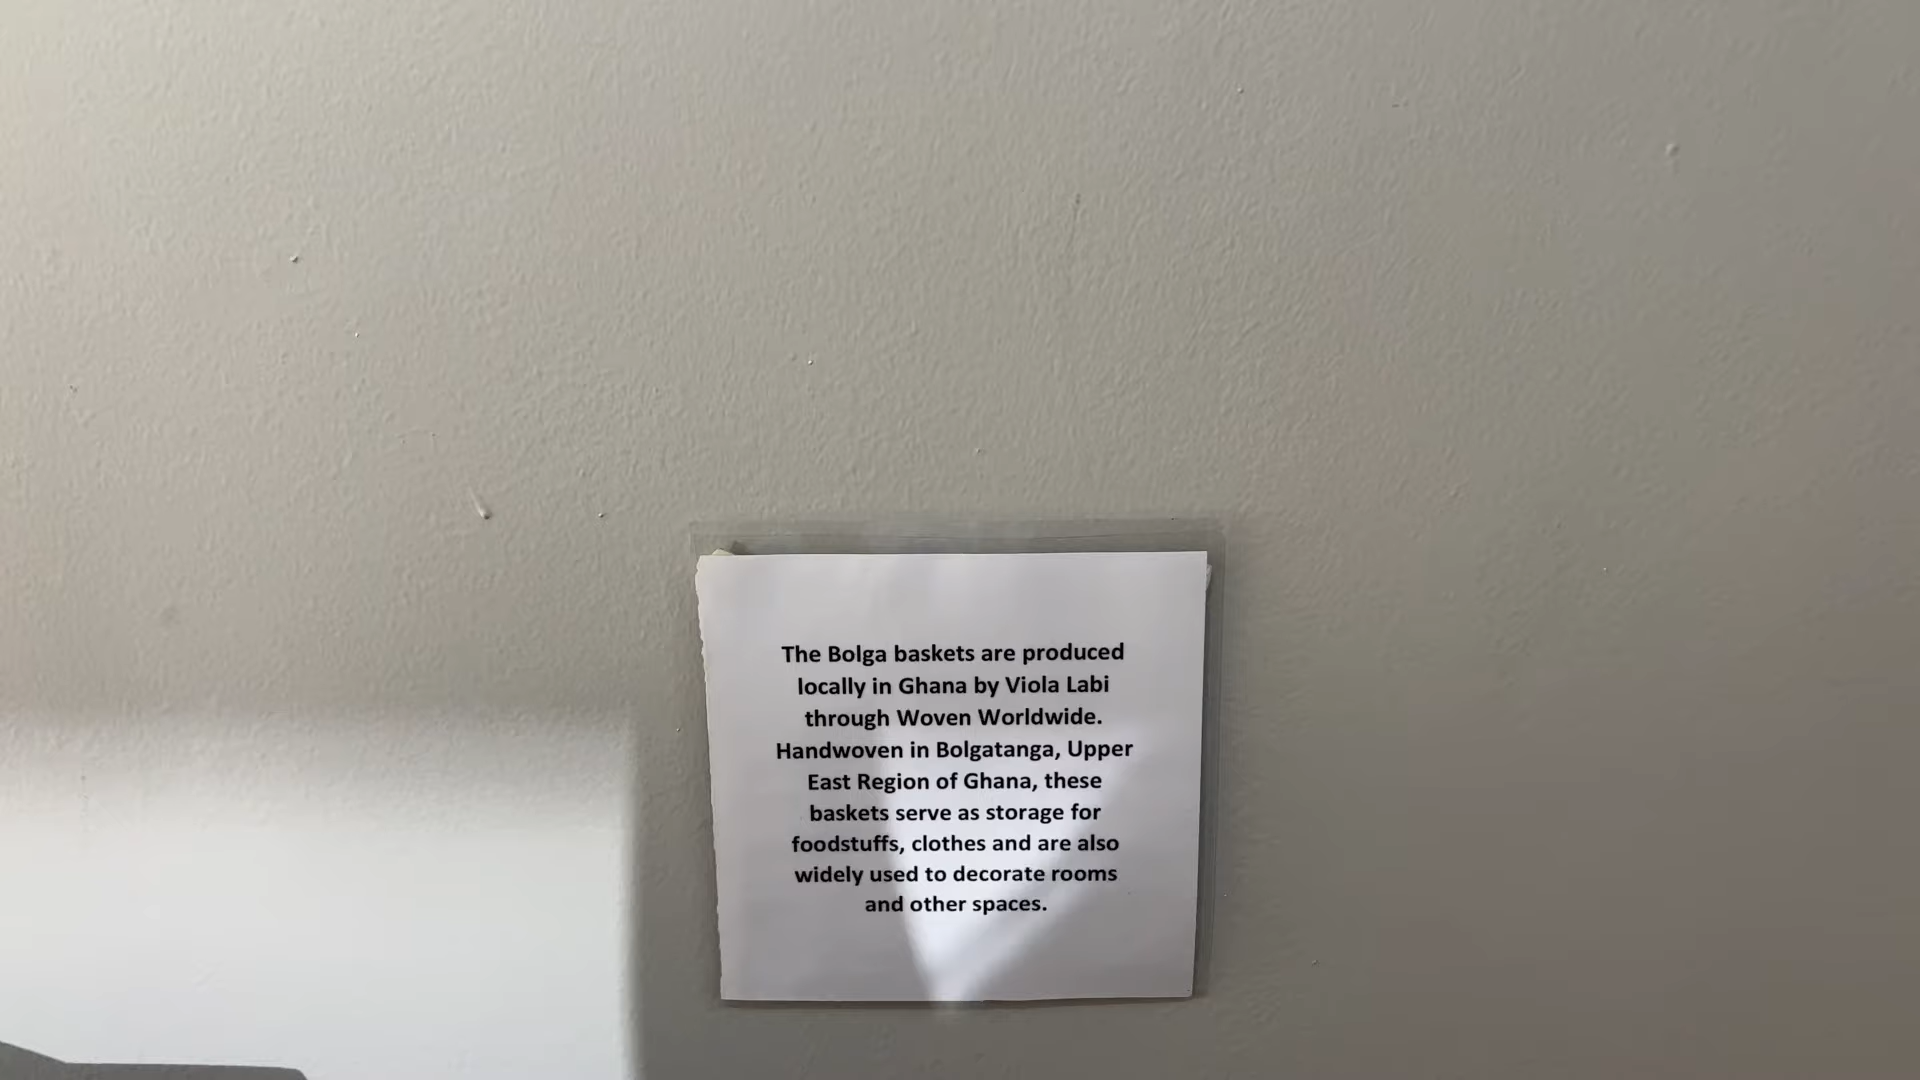 The Bolga baskets are produced
locally in Ghana by Viola Labi
through Woven Worldwide.
Handwoven in Bolgatanga, Upper
East Region of Ghana, these
baskets serve as storage for
foodstuffs, clothes and are also
widely used to decorate rooms
and other spaces.